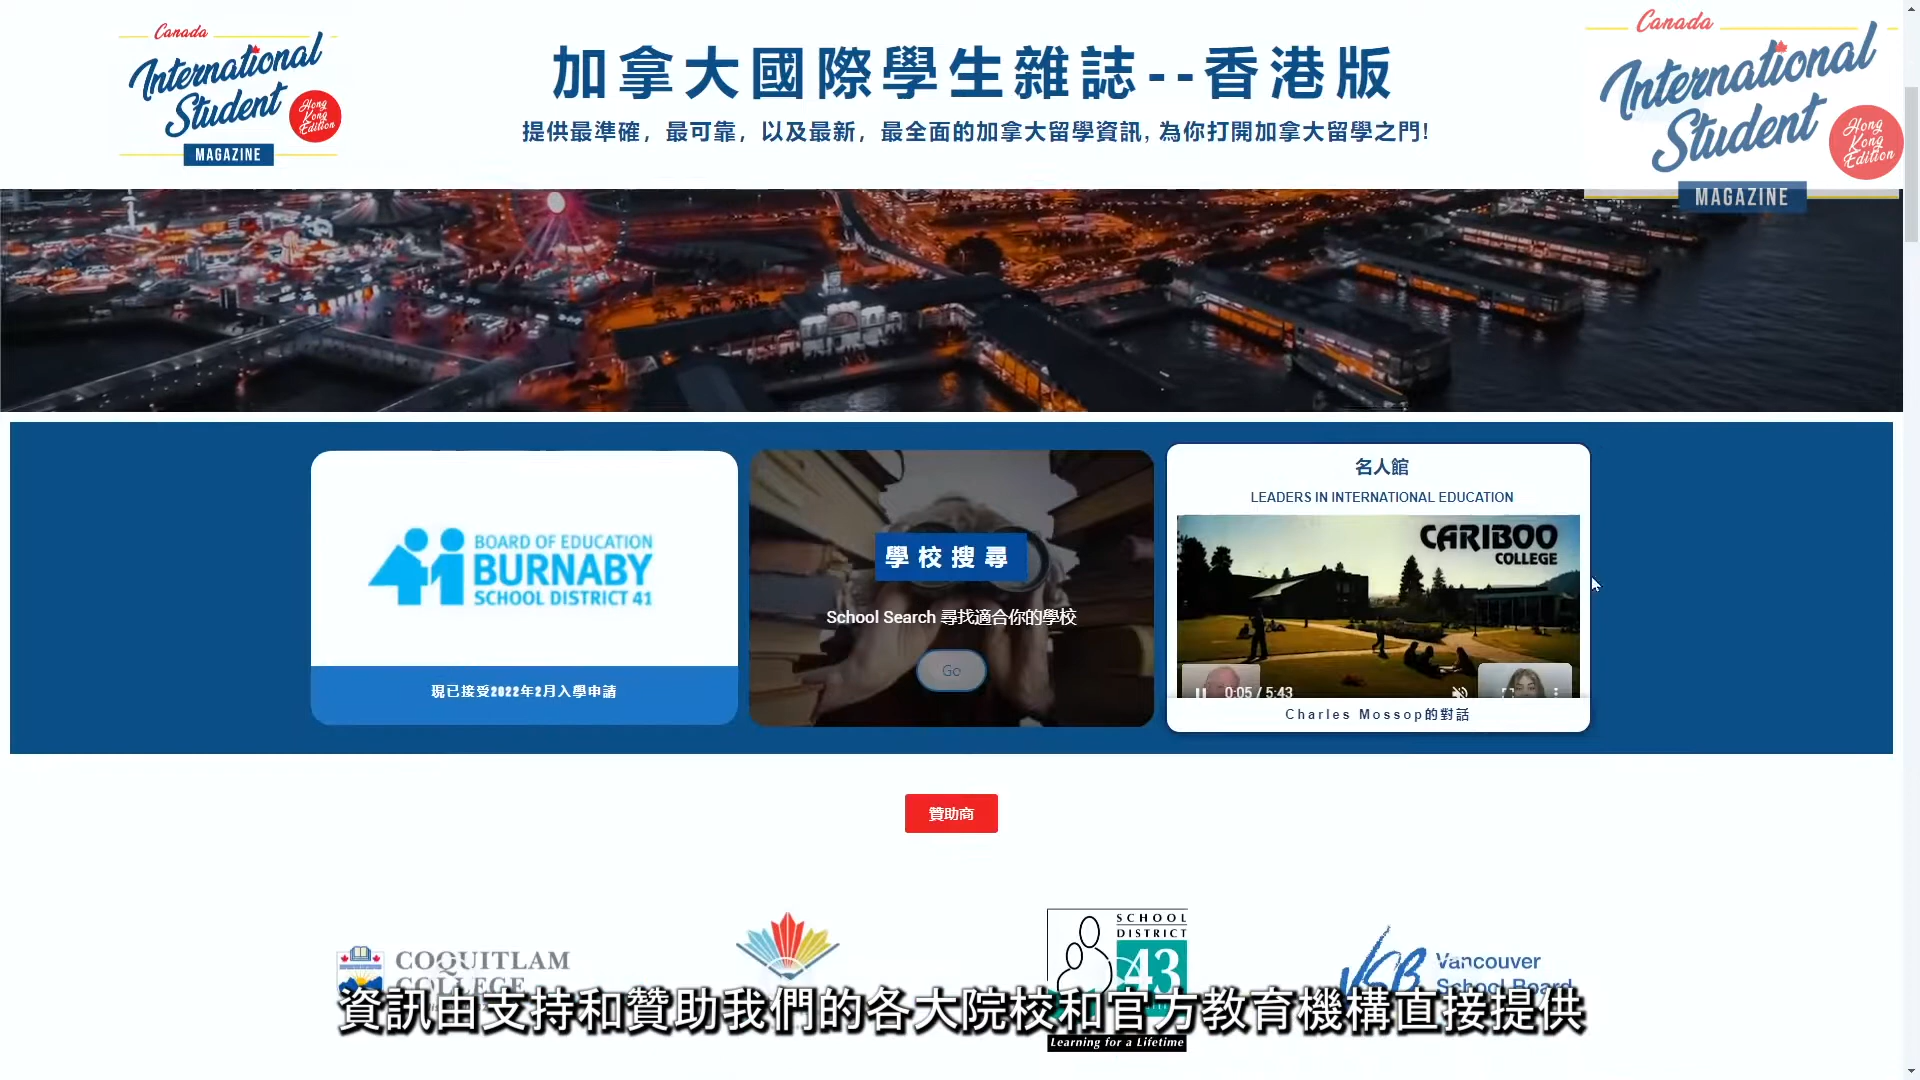 Canada
International
Student
Hong
Kong
Edition
MAGAZINE
加拿大國際學生雜誌--香港版
提供最準確，最可靠，以及最新，最全面的加拿大留學資訊, 為你打開加拿大留學之門!
Canada
International
Student
Hong
Kong
Edition
MAGAZINE
BOARD OF EDUCATION
BURNABY
SCHOOL DISTRICT 41
現已接受2022年2月入學申請
學校搜尋
School Search 尋找適合你的學校
Go
名人館
LEADERS IN INTERNATIONAL EDUCATION
CARIBOO
COLLEGE
0:05 / 5:43
Charles Mossop的對話
贊助商
COQUITLAM
COLLEGE
SCHOOL
DISTRICT
43
Learning for a Lifetime
VSB
Vancouver
School Board
資訊由支持和贊助我們的各大院校和官方教育機構直接提供